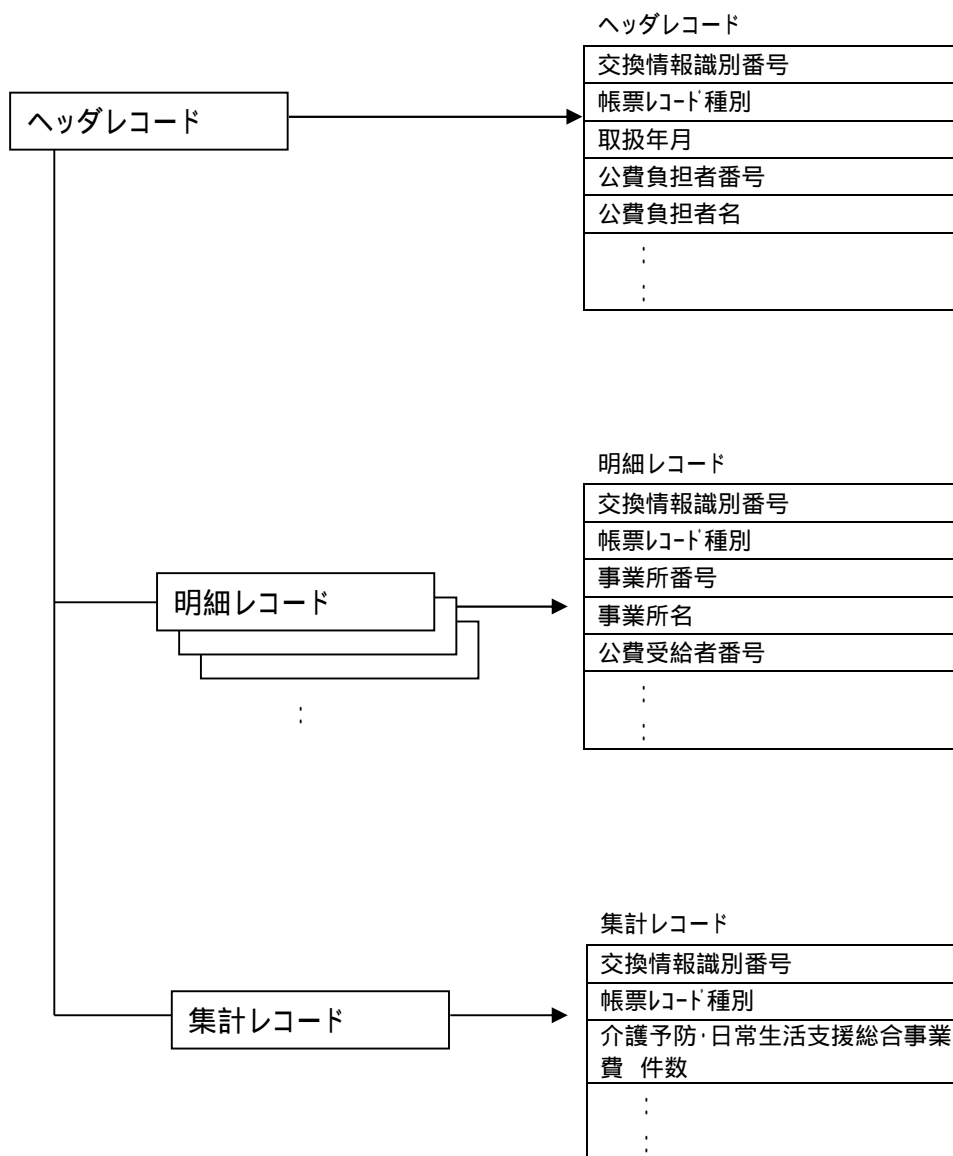 ヘッダレコード
交換情報識別番号
帳票ﾚｺｰﾄﾞ種別
取扱年月
公費負担者番号
公費負担者名
:
:
ヘッダレコード
明細レコード
交換情報識別番号
帳票ﾚｺｰﾄﾞ種別
事業所番号
事業所名
公費受給者番号
:
:
明細レコード
:
集計レコード
交換情報識別番号
帳票ﾚｺｰﾄﾞ種別
介護予防･日常生活支援総合事業
費 件数
:
:
集計レコード